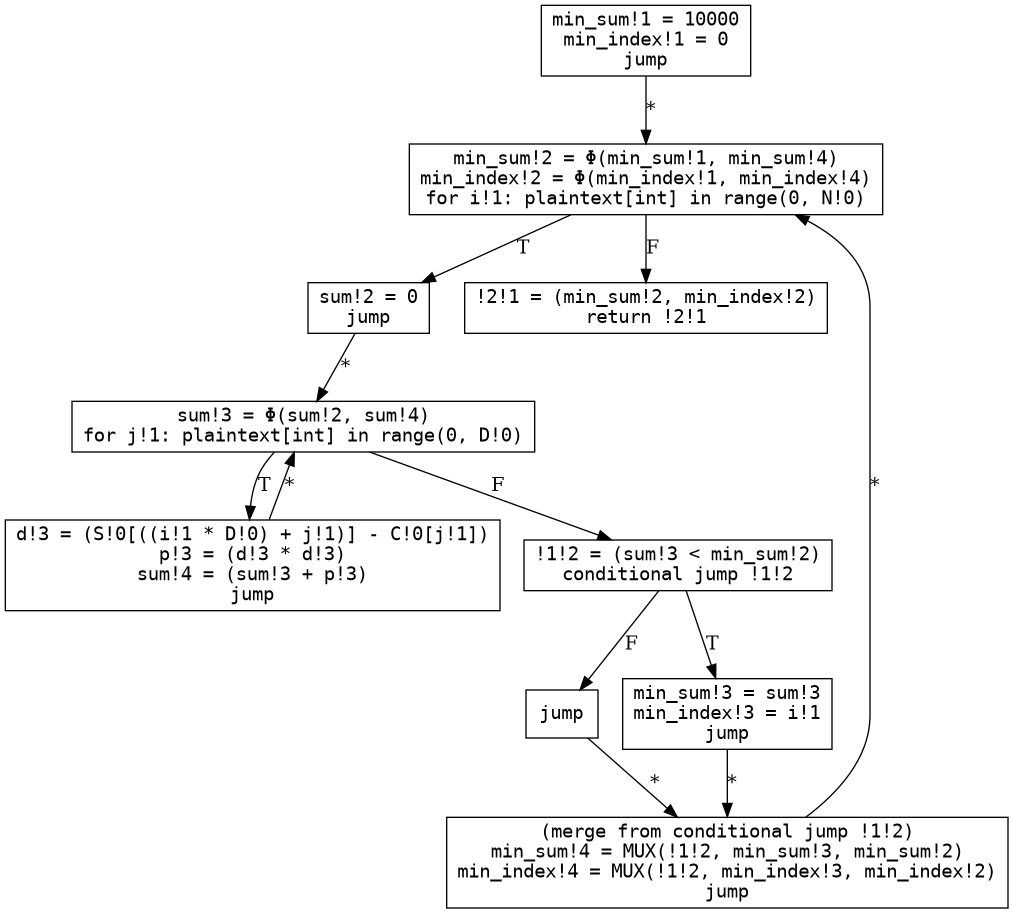 min_sum!1 = 10000
min_index!1 = 0
jump
*
min_sum!2 = Φ(min_sum!1, min_sum!4)
min_index!2 = Φ(min_index!1, min_index!4)
for i!1: plaintext[int] in range(0, N!0)
T
F
sum!2 = 0
jump
!2!1 = (min_sum!2, min_index!2)
return !2!1
*
sum!3 = Φ(sum!2, sum!4)
for j!1: plaintext[int] in range(0, D!0)
T
*
F
*
d!3 = (S!0[((i!1 * D!0) + j!1)] - C!0[j!1])
p!3 = (d!3 * d!3)
sum!4 = (sum!3 + p!3)
jump
!1!2 = (sum!3 < min_sum!2)
conditional jump !1!2
F
T
jump
min_sum!3 = sum!3
min_index!3 = i!1
jump
*
*
(merge from conditional jump !1!2)
min_sum!4 = MUX(!1!2, min_sum!3, min_sum!2)
min_index!4 = MUX(!1!2, min_index!3, min_index!2)
jump